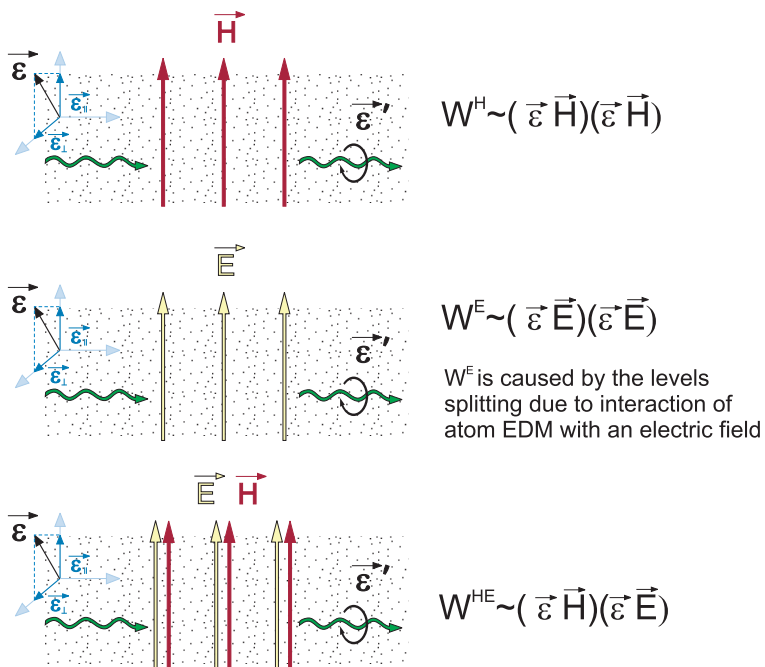 H
ε
ε‖
ε⊥
ε'
W^H~(ε H)(ε H)
E
ε
ε‖
ε⊥
ε'
W^E~(ε E)(ε E)
W^E is caused by the levels
splitting due to interaction of
atom EDM with an electric field
E H
ε
ε‖
ε⊥
ε'
W^HE~(ε H)(ε E)